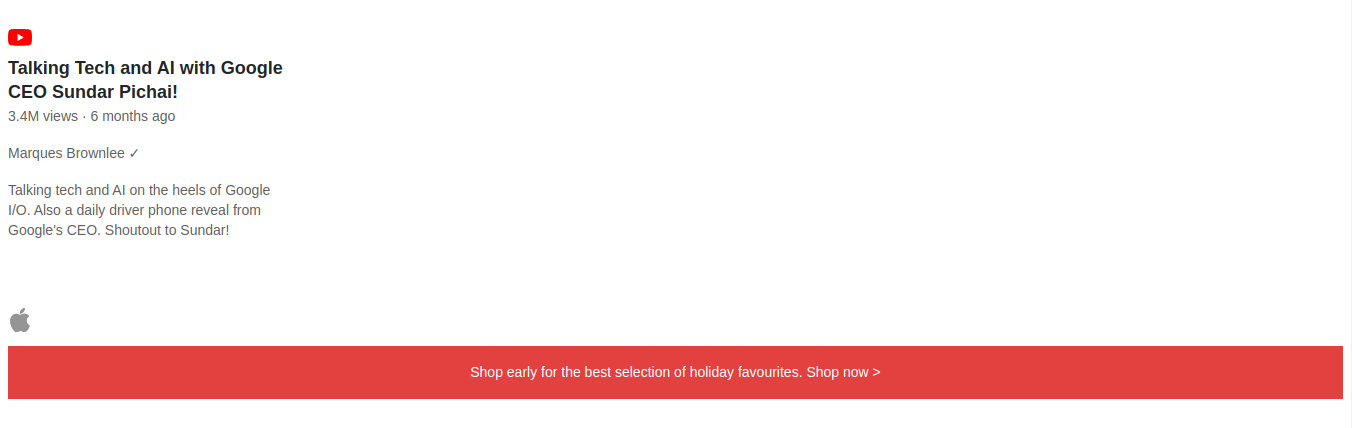 Talking Tech and AI with Google
CEO Sundar Pichai!
3.4M views · 6 months ago
Marques Brownlee ✓
Talking tech and AI on the heels of Google
I/O. Also a daily driver phone reveal from
Google's CEO. Shoutout to Sundar!
Shop early for the best selection of holiday favourites. Shop now >